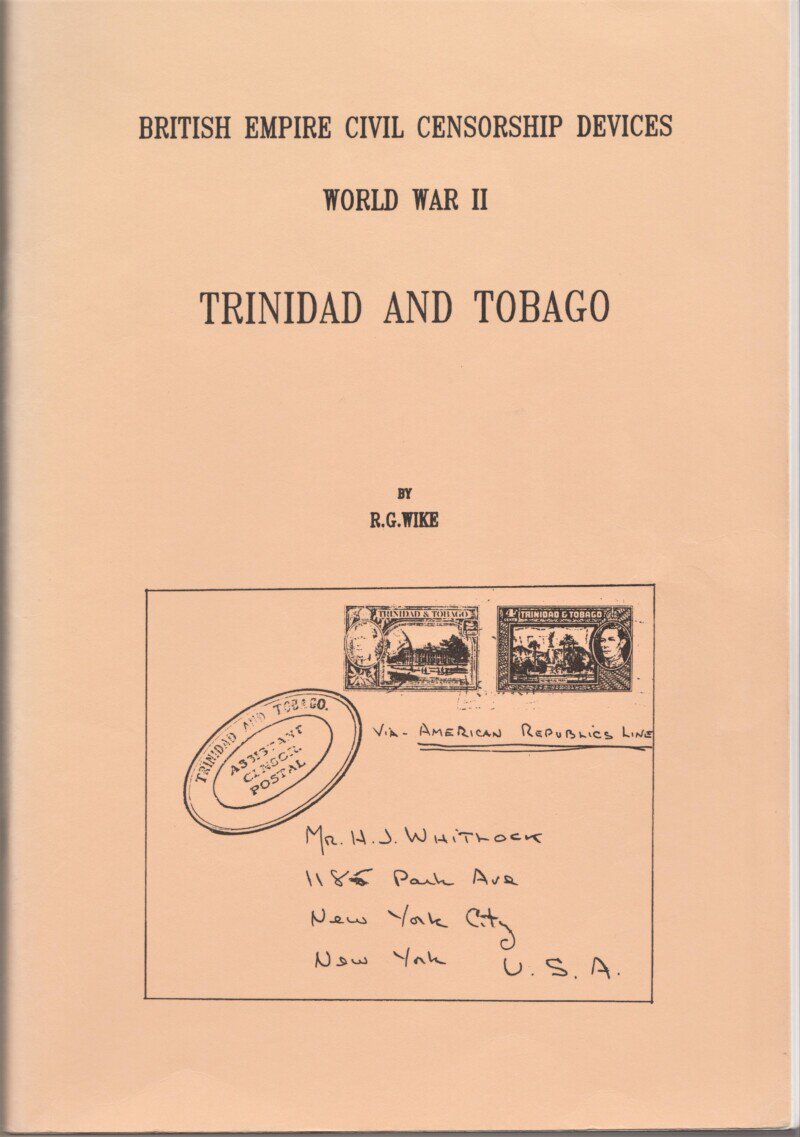 BRITISH EMPIRE CIVIL CENSORSHIP DEVICES
WORLD WAR II
TRINIDAD AND TOBAGO
BY
R.G.WIKE
TRINIDAD & TOBAGO
4c TRINIDAD & TOBAGO
VIA - AMERICAN REPUBLICS LINE
TRINIDAD AND TOBAGO.
ASSISTANT
CENSOR.
POSTAL
MR. H. J. WHITLOCK
1185 Park Ave
New York City
New York U. S. A.